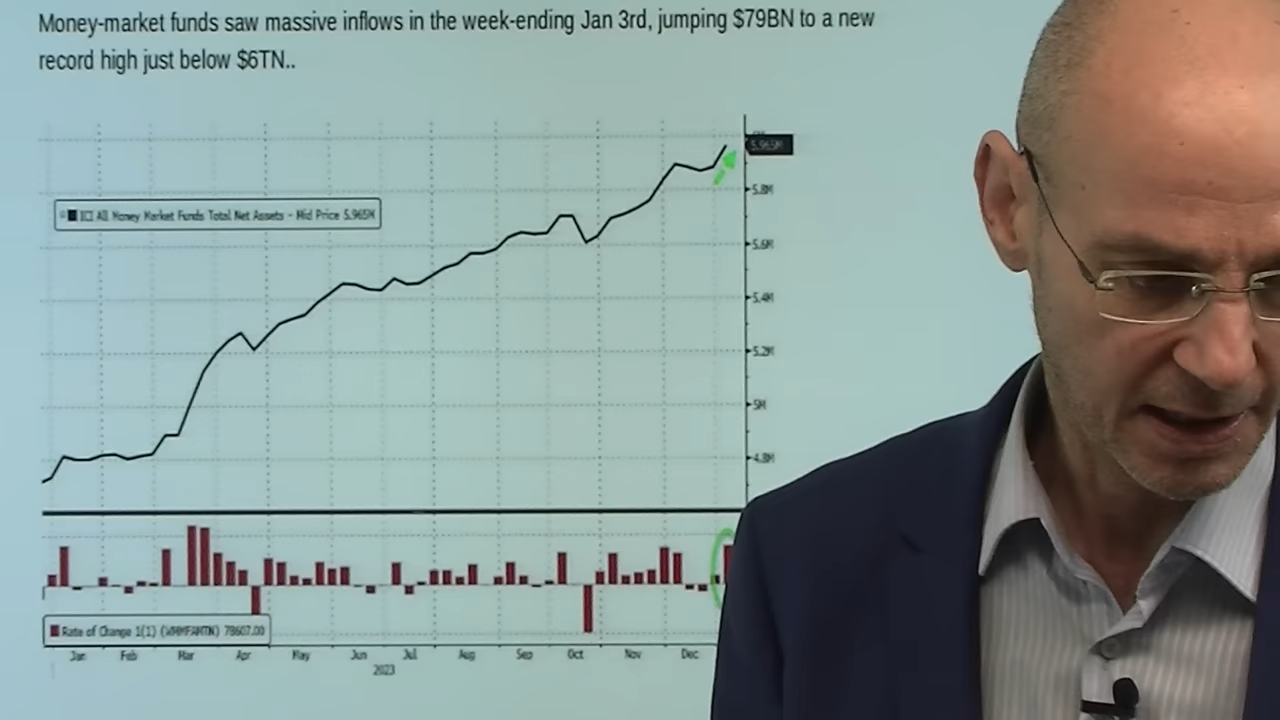 Money-market funds saw massive inflows in the week-ending Jan 3rd, jumping $79BN to a new
record high just below $6TN..
5.965M
ICI All Money Market Funds Total Net Assets - Mid Price 5.965M
5.8M
5.6M
5.4M
5.2M
5M
4.8M
Rate of Change 1(1) (WMMFAMTN) 78607.00
Jan Feb Mar Apr May Jun Jul Aug Sep Oct Nov Dec
2023